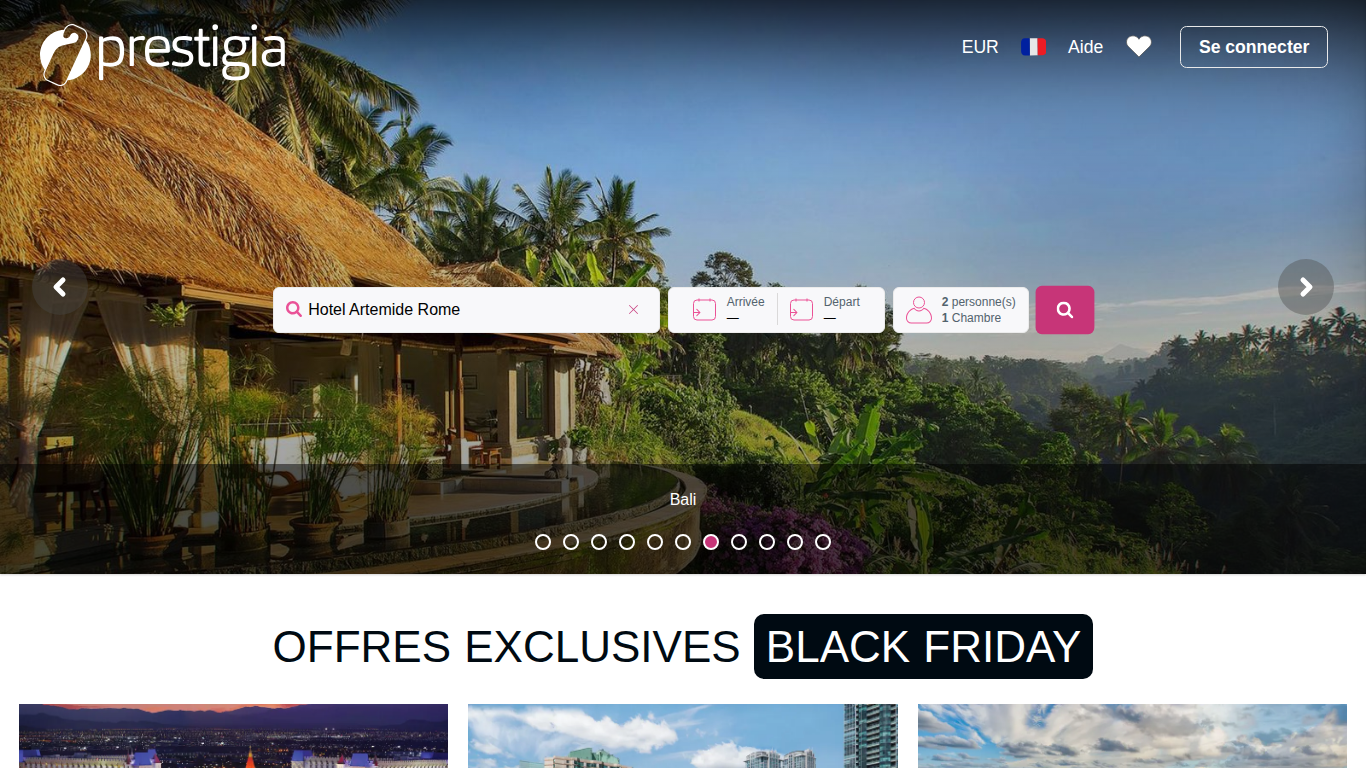 prestigia
EUR
Aide
Se connecter
Hotel Artemide Rome
Arrivée
—
Départ
—
2 personne(s)
1 Chambre
Bali
OFFRES EXCLUSIVES BLACK FRIDAY